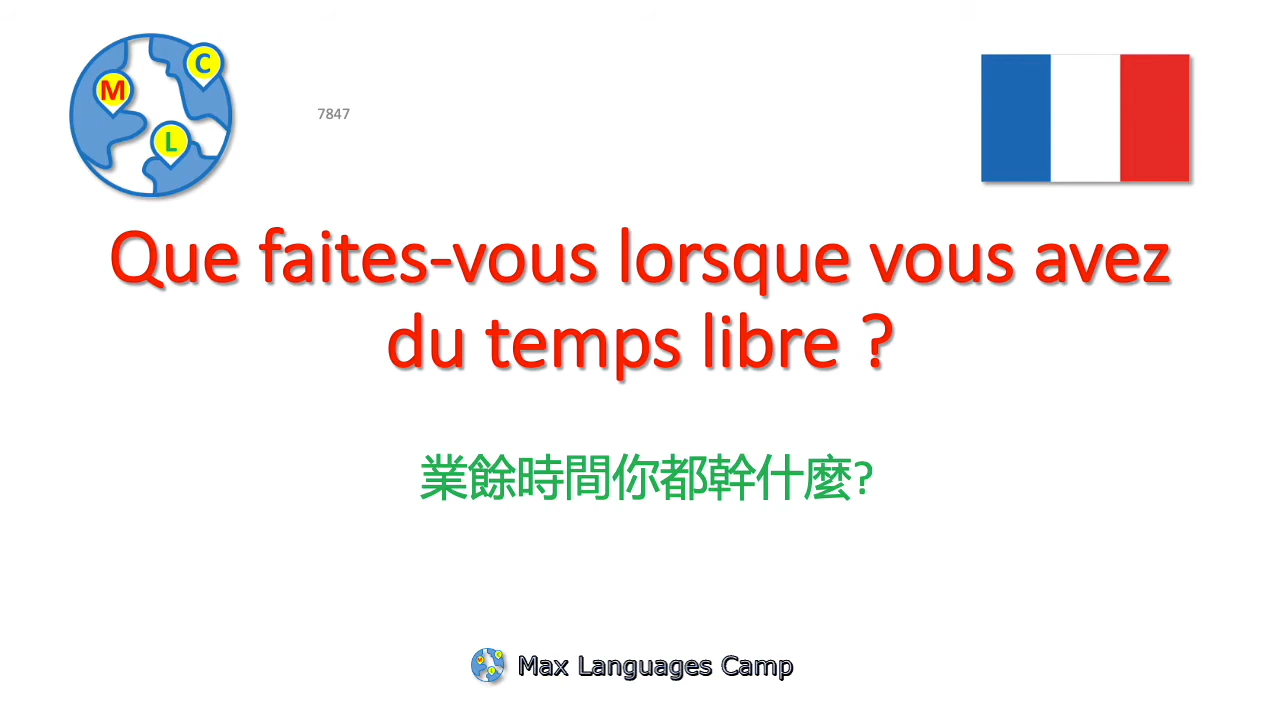 C
M
L
7847
Que faites-vous lorsque vous avez
du temps libre ?
業餘時間你都幹什麼?
Max Languages Camp